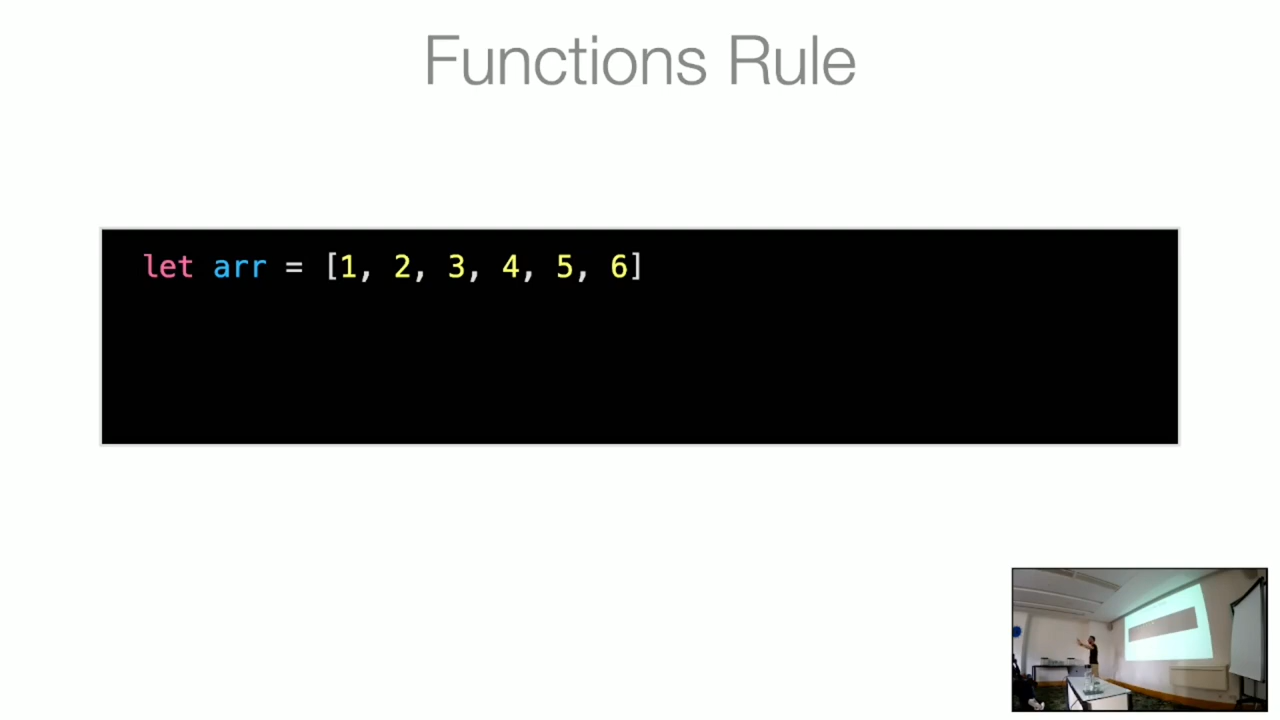 Functions Rule
let arr = [1, 2, 3, 4, 5, 6]